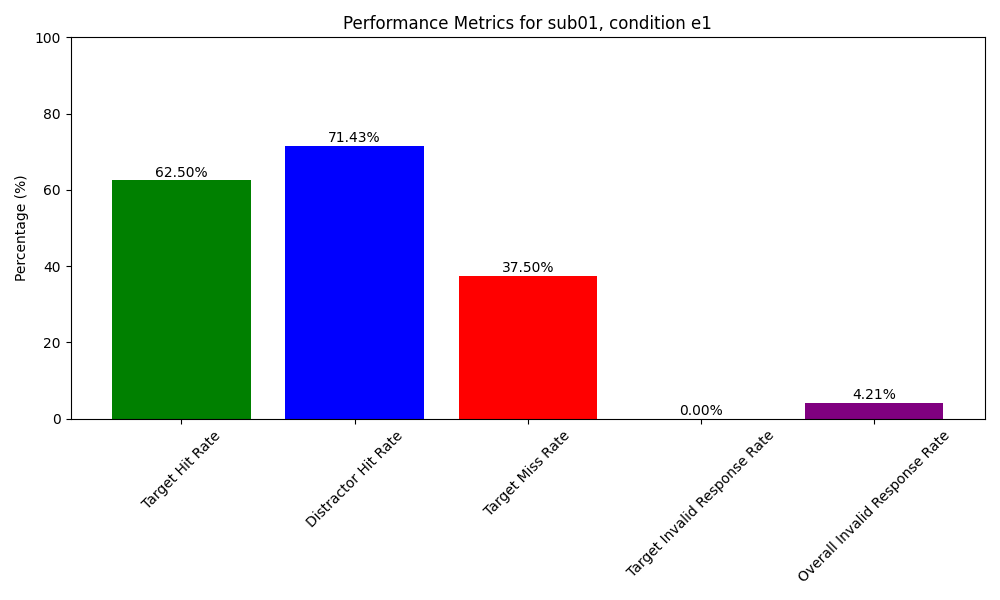 Performance Metrics for sub01, condition e1
Percentage (%)
100
80
60
40
20
0
62.50%
71.43%
37.50%
0.00%
4.21%
Target Hit Rate
Distractor Hit Rate
Target Miss Rate
Target Invalid Response Rate
Overall Invalid Response Rate